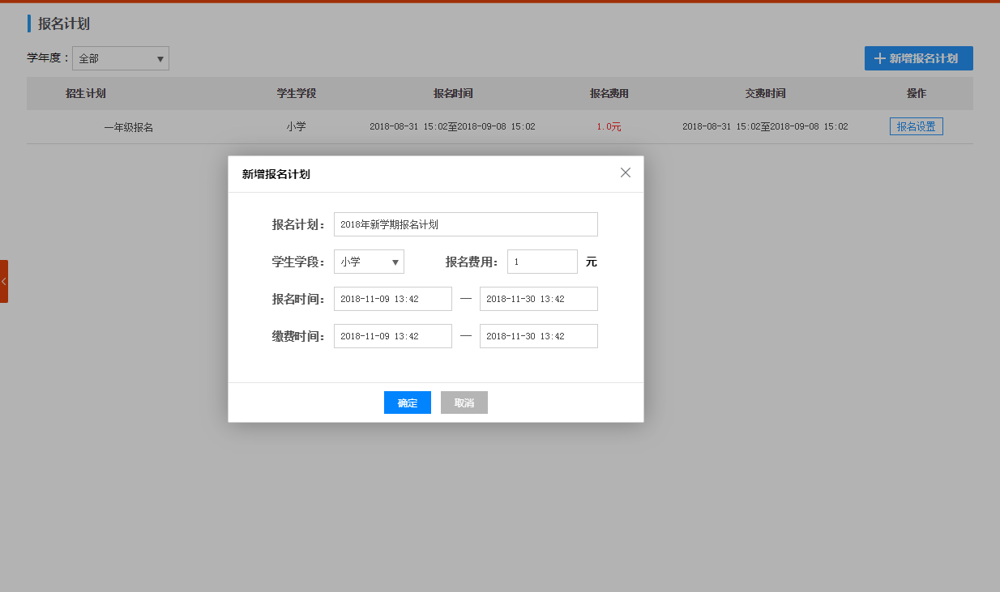 报名计划
学年度： 全部 新增报名计划
招生计划 学生学段 报名时间 报名费用 交费时间 操作
一年级报名 小学 2018-08-31 15:02至2018-09-08 15:02 1.0元 2018-08-31 15:02至2018-09-08 15:02 报名设置
新增报名计划
报名计划： 2018年新学期报名计划
学生学段： 小学 报名费用： 1 元
报名时间： 2018-11-09 13:42 — 2018-11-30 13:42
缴费时间： 2018-11-09 13:42 — 2018-11-30 13:42
确定 取消